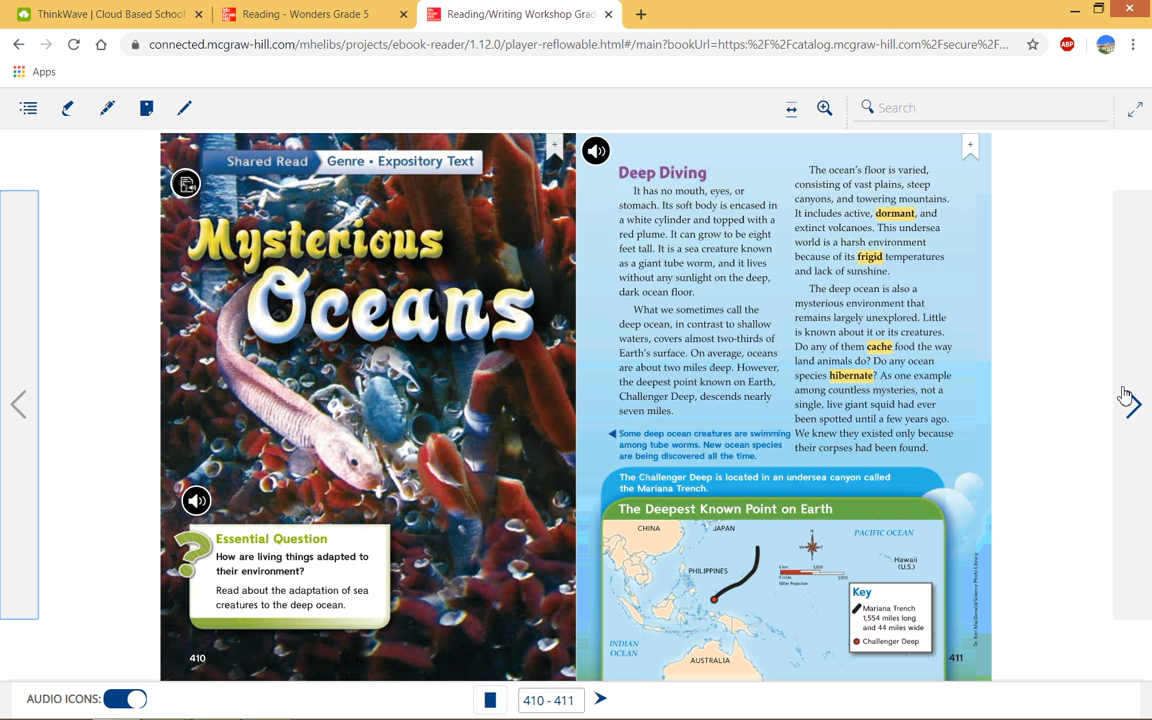 ThinkWave | Cloud Based School
Reading - Wonders Grade 5
Reading/Writing Workshop Grad
connected.mcgraw-hill.com/mhelibs/projects/ebook-reader/1.12.0/player-reflowable.html#/main?bookUrl=https:%2F%2Fcatalog.mcgraw-hill.com%2Fsecure%2F...
ABP
Apps
Search
Shared Read
Genre • Expository Text
Mysterious
Oceans
Essential Question
How are living things adapted to
their environment?
Read about the adaptation of sea
creatures to the deep ocean.
410
Deep Diving
It has no mouth, eyes, or
stomach. Its soft body is encased in
a white cylinder and topped with a
red plume. It can grow to be eight
feet tall. It is a sea creature known
as a giant tube worm, and it lives
without any sunlight on the deep,
dark ocean floor.
What we sometimes call the
deep ocean, in contrast to shallow
waters, covers almost two-thirds of
Earth's surface. On average, oceans
are about two miles deep. However,
the deepest point known on Earth,
Challenger Deep, descends nearly
seven miles.
Some deep ocean creatures are swimming
among tube worms. New ocean species
are being discovered all the time.
The ocean's floor is varied,
consisting of vast plains, steep
canyons, and towering mountains.
It includes active, dormant, and
extinct volcanoes. This undersea
world is a harsh environment
because of its frigid temperatures
and lack of sunshine.
The deep ocean is also a
mysterious environment that
remains largely unexplored. Little
is known about it or its creatures.
Do any of them cache food the way
land animals do? Do any ocean
species hibernate? As one example
among countless mysteries, not a
single, live giant squid had ever
been spotted until a few years ago.
We knew they existed only because
their corpses had been found.
The Challenger Deep is located in an undersea canyon called
the Mariana Trench.
The Deepest Known Point on Earth
CHINA
JAPAN
PACIFIC OCEAN
Hawaii
(U.S.)
PHILIPPINES
Key
Mariana Trench
1,554 miles long
and 44 miles wide
Challenger Deep
INDIAN
OCEAN
AUSTRALIA
411
AUDIO ICONS:
410 - 411